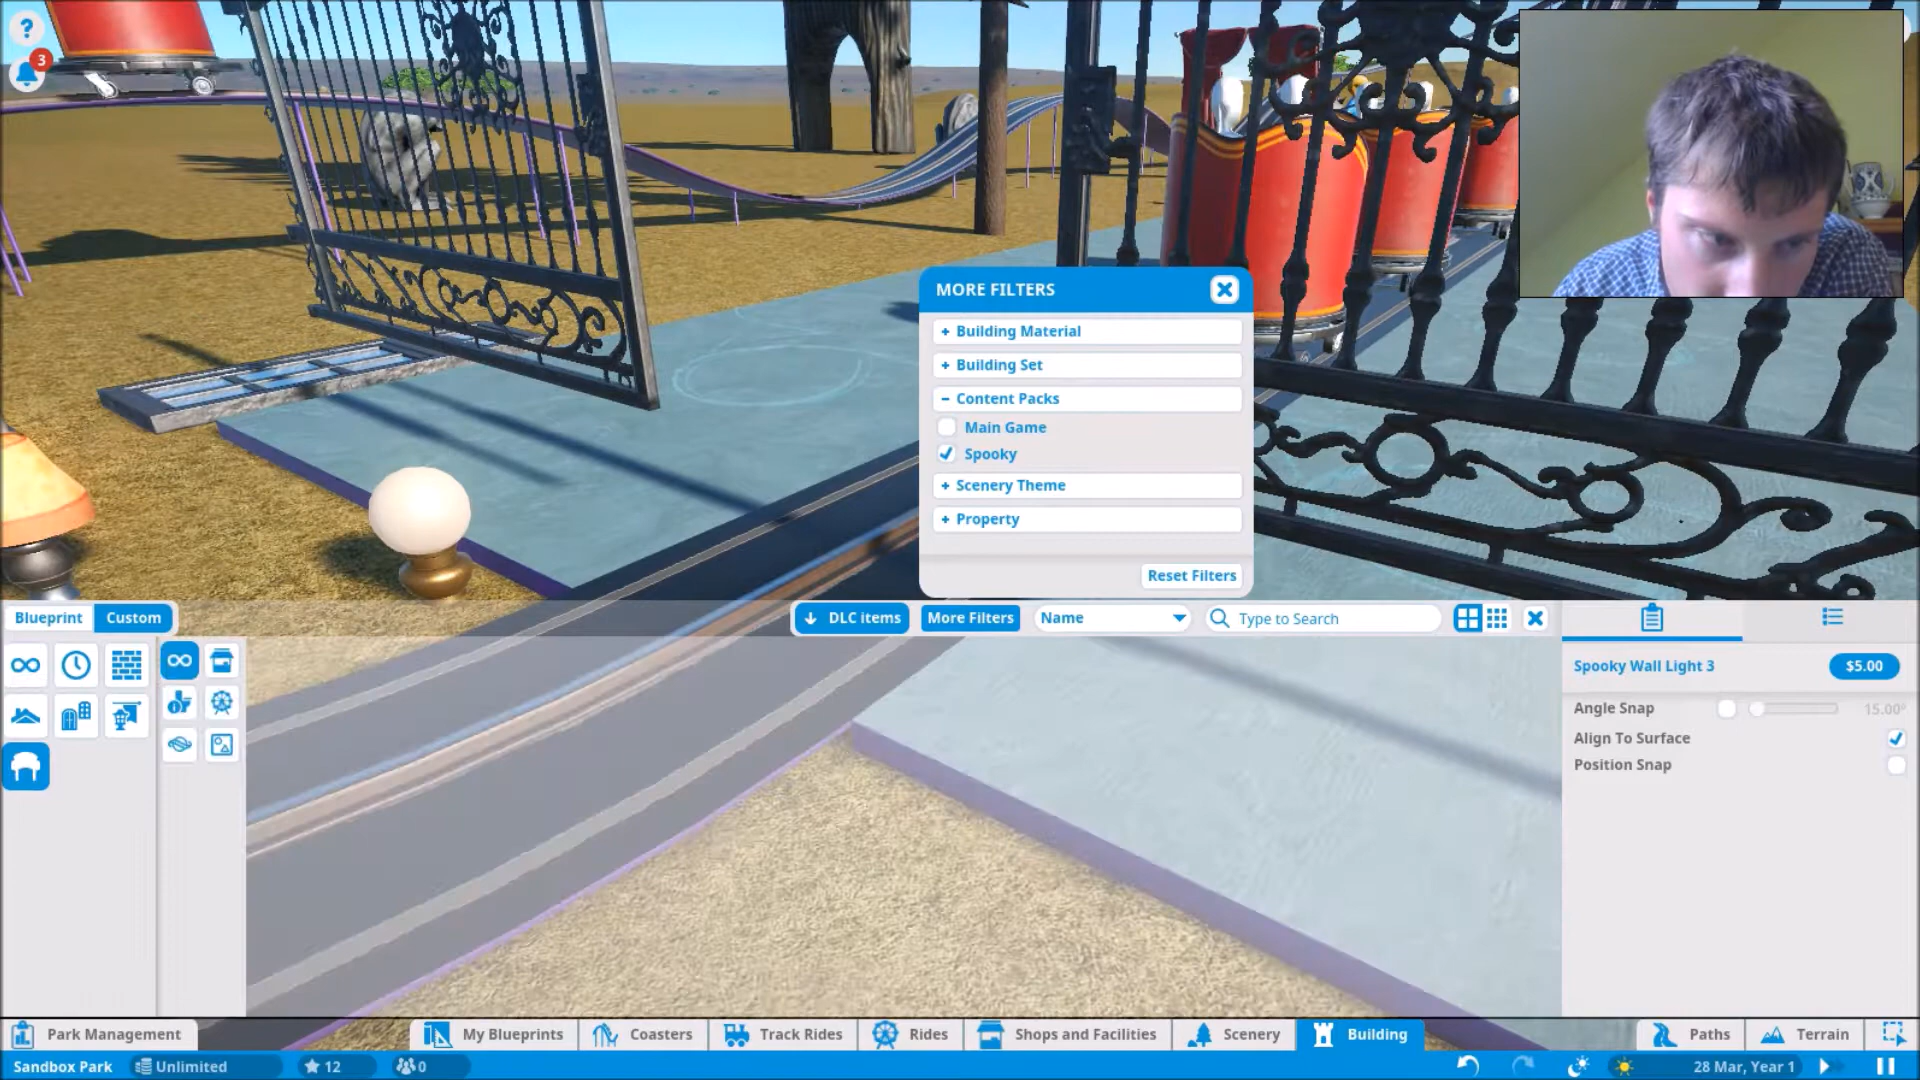 ?
3
MORE FILTERS
+ Building Material
+ Building Set
- Content Packs
Main Game
Spooky
+ Scenery Theme
+ Property
Reset Filters
Blueprint Custom
DLC items More Filters Name Type to Search
Spooky Wall Light 3 $5.00
Angle Snap 15.00°
Align To Surface
Position Snap
Park Management My Blueprints Coasters Track Rides Rides Shops and Facilities Scenery Building Paths Terrain
Sandbox Park Unlimited 12 0 28 Mar, Year 1